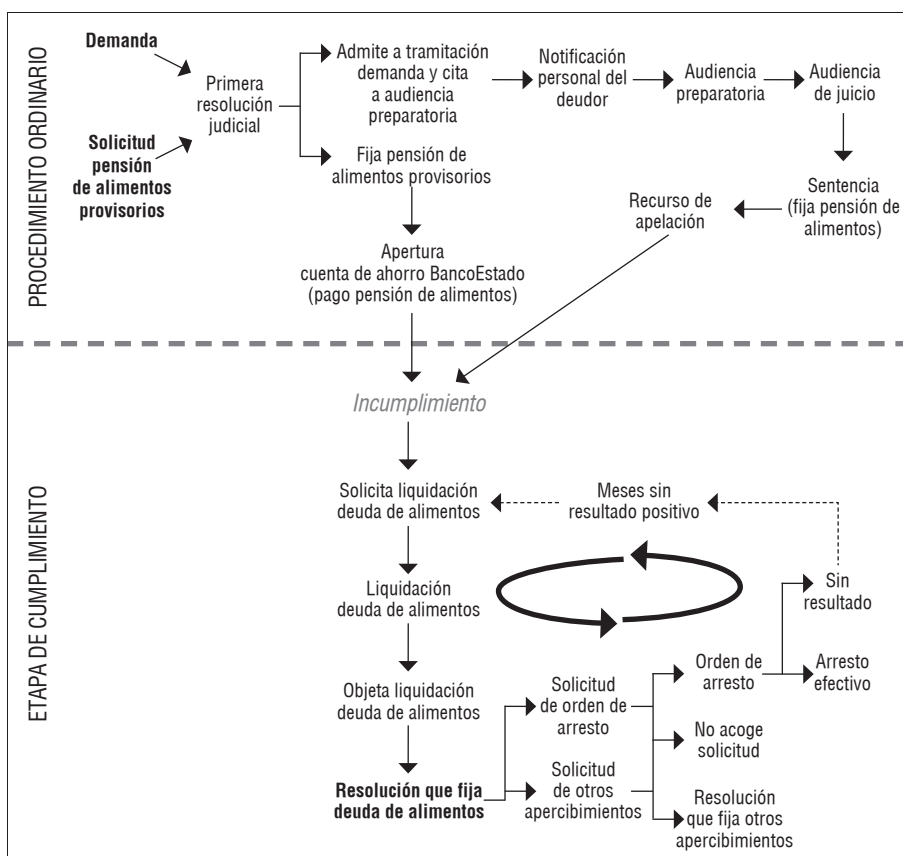 PROCEDIMIENTO ORDINARIO
Demanda
Solicitud
pensión
de alimentos
provisorios
Primera
resolución
judicial
Admite a tramitación
demanda y cita
a audiencia
preparatoria
Notificación
personal del
deudor
Audiencia
preparatoria
Audiencia
de juicio
Fija pensión de
alimentos provisorios
Sentencia
(fija pensión de
alimentos)
Recurso de
apelación
Apertura
cuenta de ahorro BancoEstado
(pago pensión de alimentos)
ETAPA DE CUMPLIMIENTO
Incumplimiento
Solicita liquidación
deuda de alimentos
Meses sin
resultado positivo
Liquidación
deuda de alimentos
Sin
resultado
Objeta liquidación
deuda de alimentos
Solicitud
de orden de
arresto
Orden de
arresto
Arresto
efectivo
No acoge
solicitud
Resolución que fija
deuda de alimentos
Solicitud
de otros
apercibimientos
Resolución
que fija otros
apercibimientos